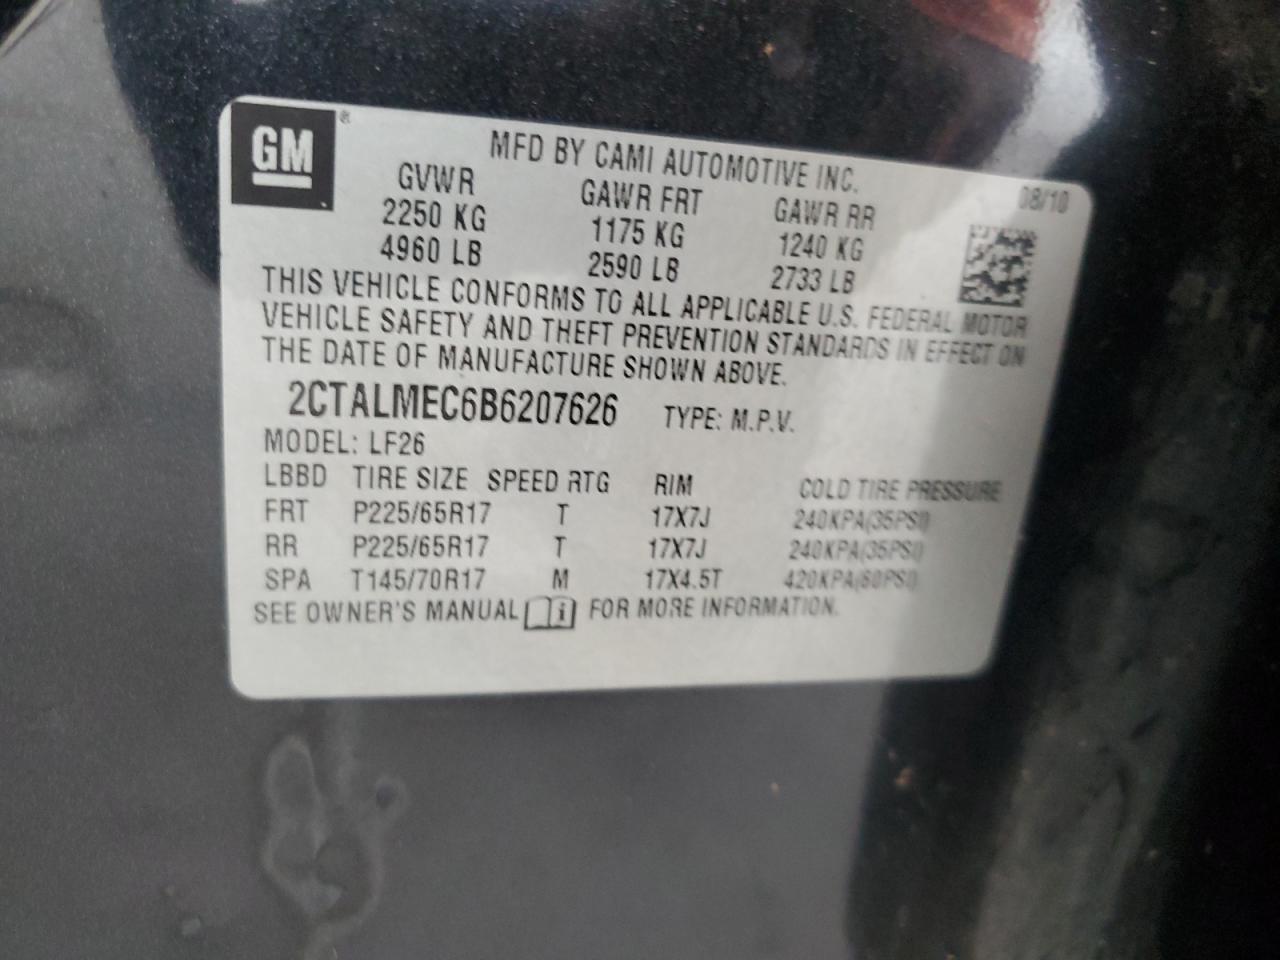 GM ®
MFD BY CAMI AUTOMOTIVE INC.
08/10
GVWR GAWR FRT GAWR RR
2250 KG 1175 KG 1240 KG
4960 LB 2590 LB 2733 LB
THIS VEHICLE CONFORMS TO ALL APPLICABLE U.S. FEDERAL MOTOR
VEHICLE SAFETY AND THEFT PREVENTION STANDARDS IN EFFECT ON
THE DATE OF MANUFACTURE SHOWN ABOVE.
2CTALMEC6B6207626 TYPE: M.P.V.
MODEL: LF26
LBBD TIRE SIZE SPEED RTG RIM COLD TIRE PRESSURE
FRT P225/65R17 T 17X7J 240KPA(35PSI)
RR P225/65R17 T 17X7J 240KPA(35PSI)
SPA T145/70R17 M 17X4.5T 420KPA(60PSI)
SEE OWNER'S MANUAL i FOR MORE INFORMATION.